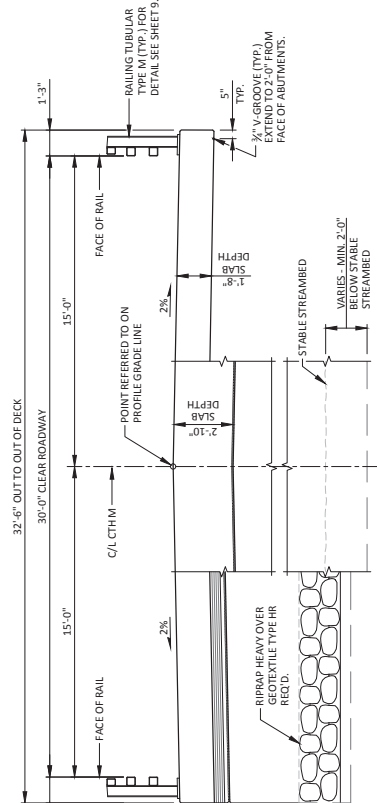 32'-6" OUT TO OUT OF DECK
30'-0" CLEAR ROADWAY
1'-3"
15'-0"
15'-0"
FACE OF RAIL
C/L CTH M
FACE OF RAIL
RAILING TUBULAR
TYPE M (TYP.) FOR
DETAIL SEE SHEET 9.
POINT REFERRED TO ON
PROFILE GRADE LINE
2%
2%
2'-10"
SLAB
DEPTH
1'-8"
SLAB
DEPTH
5"
TYP.
¾" V-GROOVE (TYP.)
EXTEND TO 2'-0" FROM
FACE OF ABUTMENTS.
RIPRAP HEAVY OVER
GEOTEXTILE TYPE HR
REQ'D.
STABLE STREAMBED
VARIES - MIN. 2'-0"
BELOW STABLE
STREAMBED